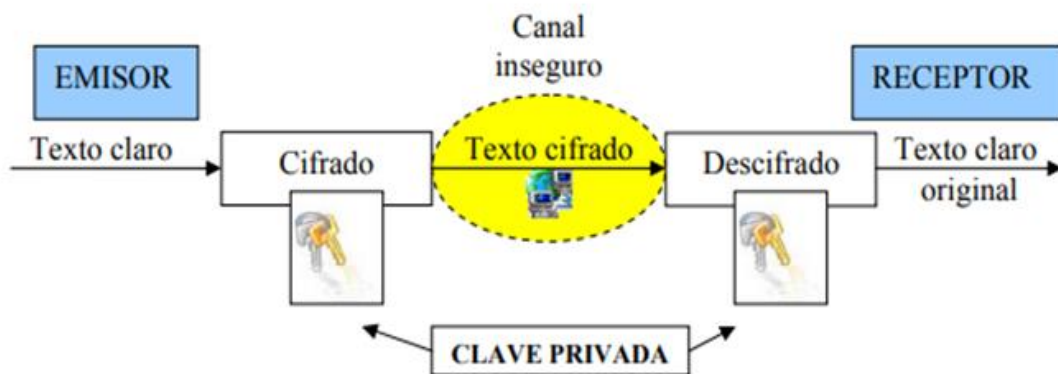 Canal
inseguro
EMISOR
RECEPTOR
Texto claro
Cifrado
Texto cifrado
Descifrado
Texto claro
original
CLAVE PRIVADA